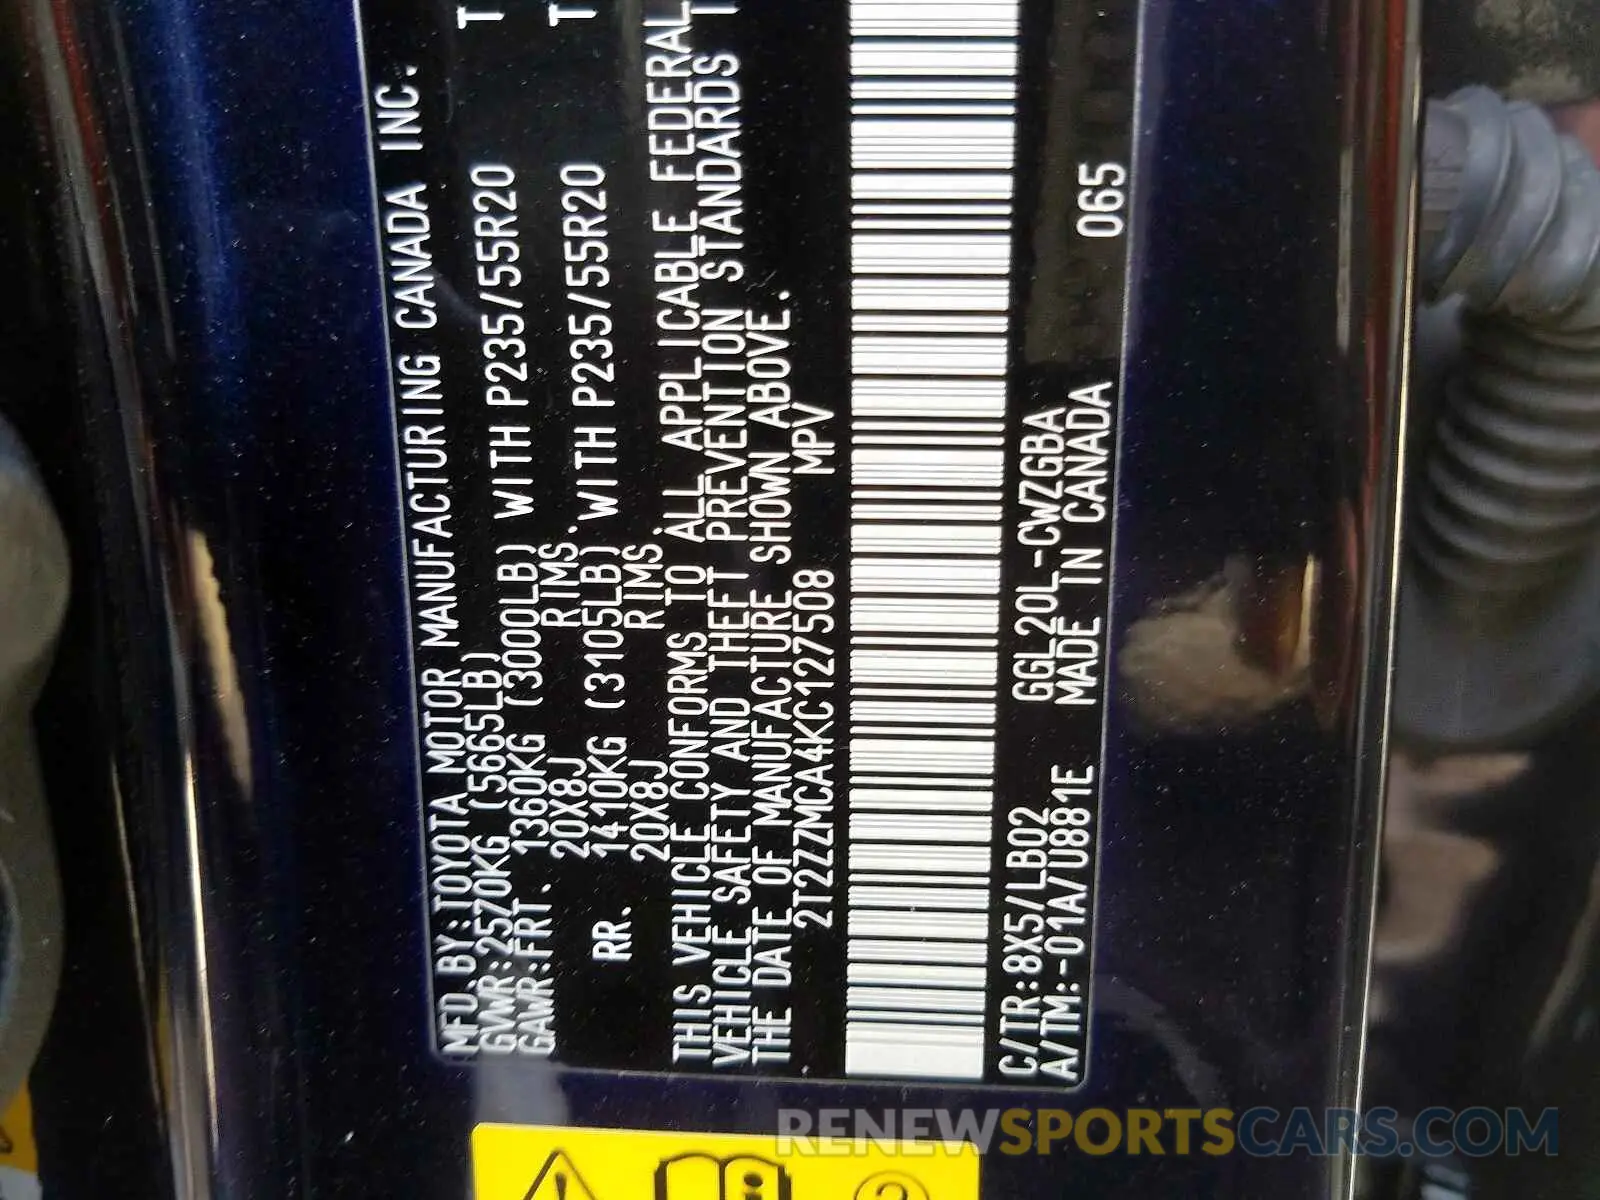 MFD.BY:TOYOTA MOTOR MANUFACTURING CANADA INC.
GVWR:2570KG (5665LB)
GAWR:FRT. 1360KG (3000LB) WITH P235/55R20 T
20X8J RIMS,
RR. 1410KG (3105LB) WITH P235/55R20 T
20X8J RIMS,
THIS VEHICLE CONFORMS TO ALL APPLICABLE FEDERAL
VEHICLE SAFETY AND THEFT PREVENTION STANDARDS
THE DATE OF MANUFACTURE SHOWN ABOVE.
2T2ZZMCA4KC127508 MPV
C/TR:8X5/LB02 GGL20L-CWZGBA 065
A/TM:-01A/U881E MADE IN CANADA
RENEWSPORTSCARS.COM